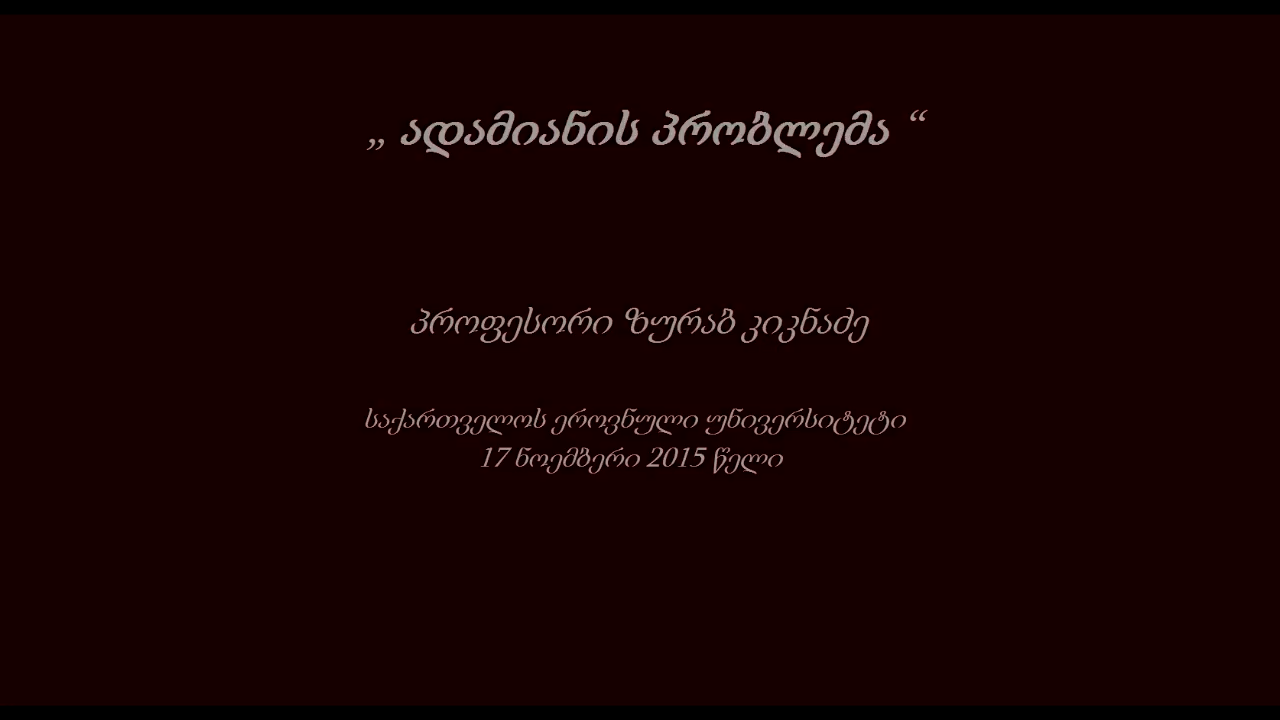 „ ადამიანის პრობლემა “
პროფესორი ზურაბ კიკნაძე
საქართველოს ეროვნული უნივერსიტეტი
17 ნოემბერი 2015 წელი